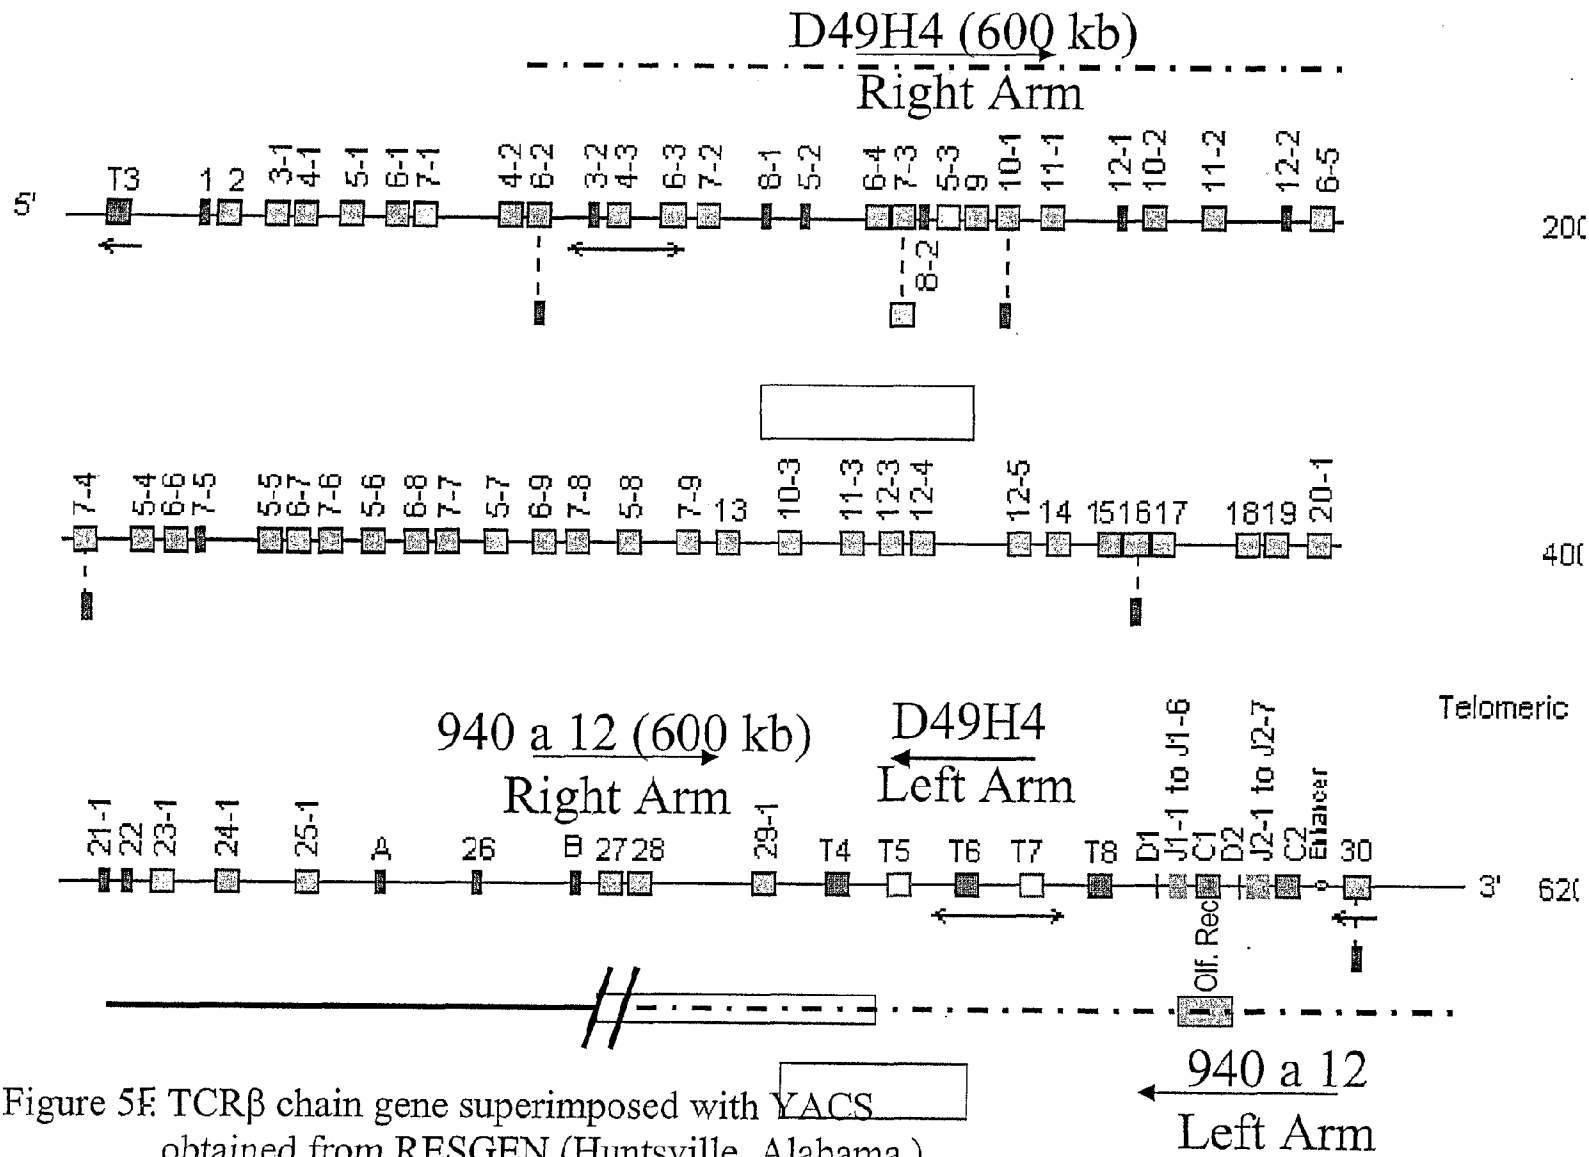 D49H4 (600 kb)
Right Arm
5' T3 1 2 3-1 4-1 5-1 6-1 7-1 4-2 6-2 3-2 4-3 6-3 7-2 8-1 5-2 6-4 7-3 8-2 5-3 9 10-1 11-1 12-1 10-2 11-2 12-2 6-5 200
7-4 5-4 6-6 7-5 5-5 6-7 7-6 5-6 6-8 7-7 5-7 6-9 7-8 5-8 7-9 13 10-3 11-3 12-3 12-4 12-5 14 15 16 17 18 19 20-1 400
Telomeric
940 a 12 (600 kb)
Right Arm
D49H4
Left Arm
21-1 22 23-1 24-1 25-1 A 26 B 27 28 29-1 T4 T5 T6 T7 T8 D1 J1-1 to J1-6 C1 D2 J2-1 to J2-7 C2 Enhancer 30 3' 620
Olf. Rec
940 a 12
Left Arm
Figure 5F TCRβ chain gene superimposed with YACS
obtained from RESGEN (Huntsville, Alabama )